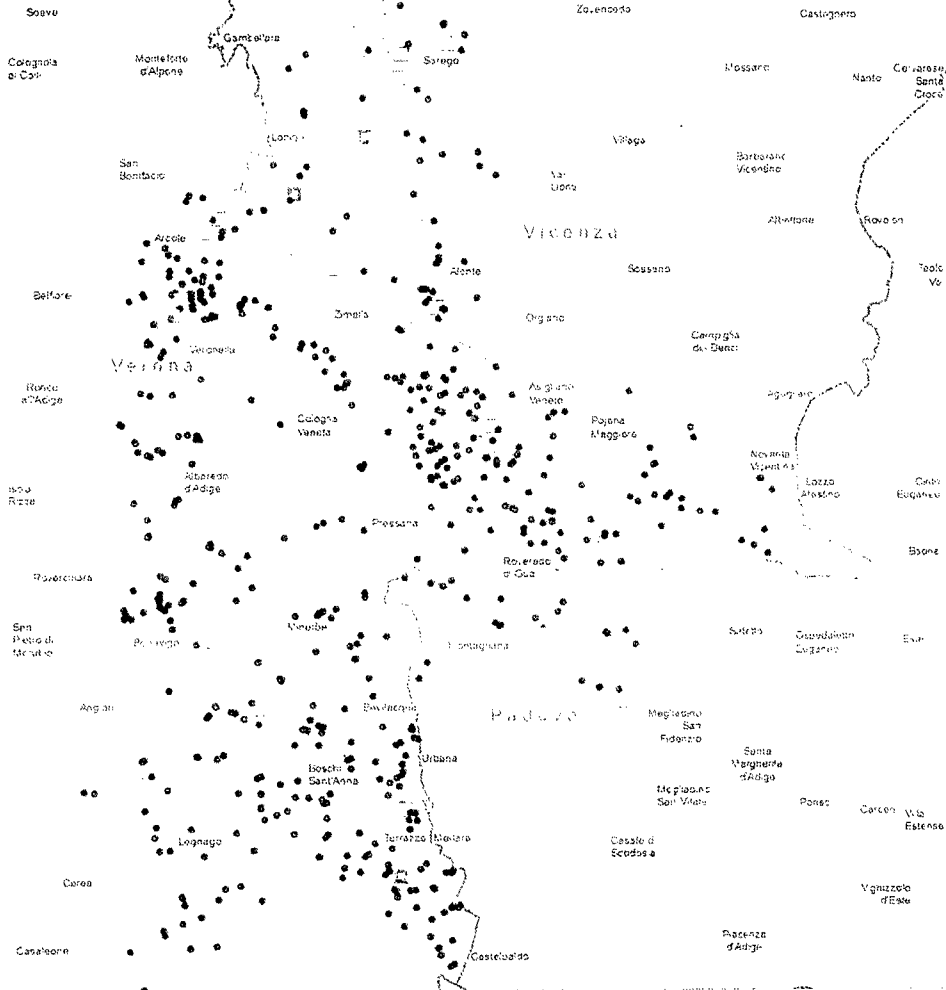 Soave
Zovencedo
Castegnero
Gambellara
Sarego
Colognola
ai Colli
Monteforte
d'Alpone
Mossano
Nanto
Cervarese
Santa
Croce
Lonigo
Villaga
San
Bonifacio
Barbarano
Vicentino
Val
Liona
Albettone
Rovolon
Vicenza
Arcole
Alonte
Sossano
Teolo
Vo
Belfiore
Zimella
Orgiano
Veronella
Campiglia
dei Berici
Verona
Ronco
all'Adige
Asigliano
Veneto
Agugliaro
Cologna
Veneta
Pojana
Maggiore
Noventa
Vicentina
Albaredo
d'Adige
Lozzo
Atestino
Cinto
Euganeo
Isola
Rizza
Pressana
Baone
Roveredo
di Guà
Roverchiara
San
Pietro di
Morubio
Minerbe
Saletto
Ospedaletto
Euganeo
Este
Montagnana
Angiari
Bevilacqua
Padova
Megliadino
San
Fidenzio
Urbana
Boschi
Sant'Anna
Santa
Margherita
d'Adige
Megliadino
San Vitale
Ponso
Carceri
Villa
Estense
Legnago
Terrazzo
Merlara
Casale di
Scodosia
Cerea
Vighizzolo
d'Este
Piacenza
d'Adige
Casaleone
Castelbaldo